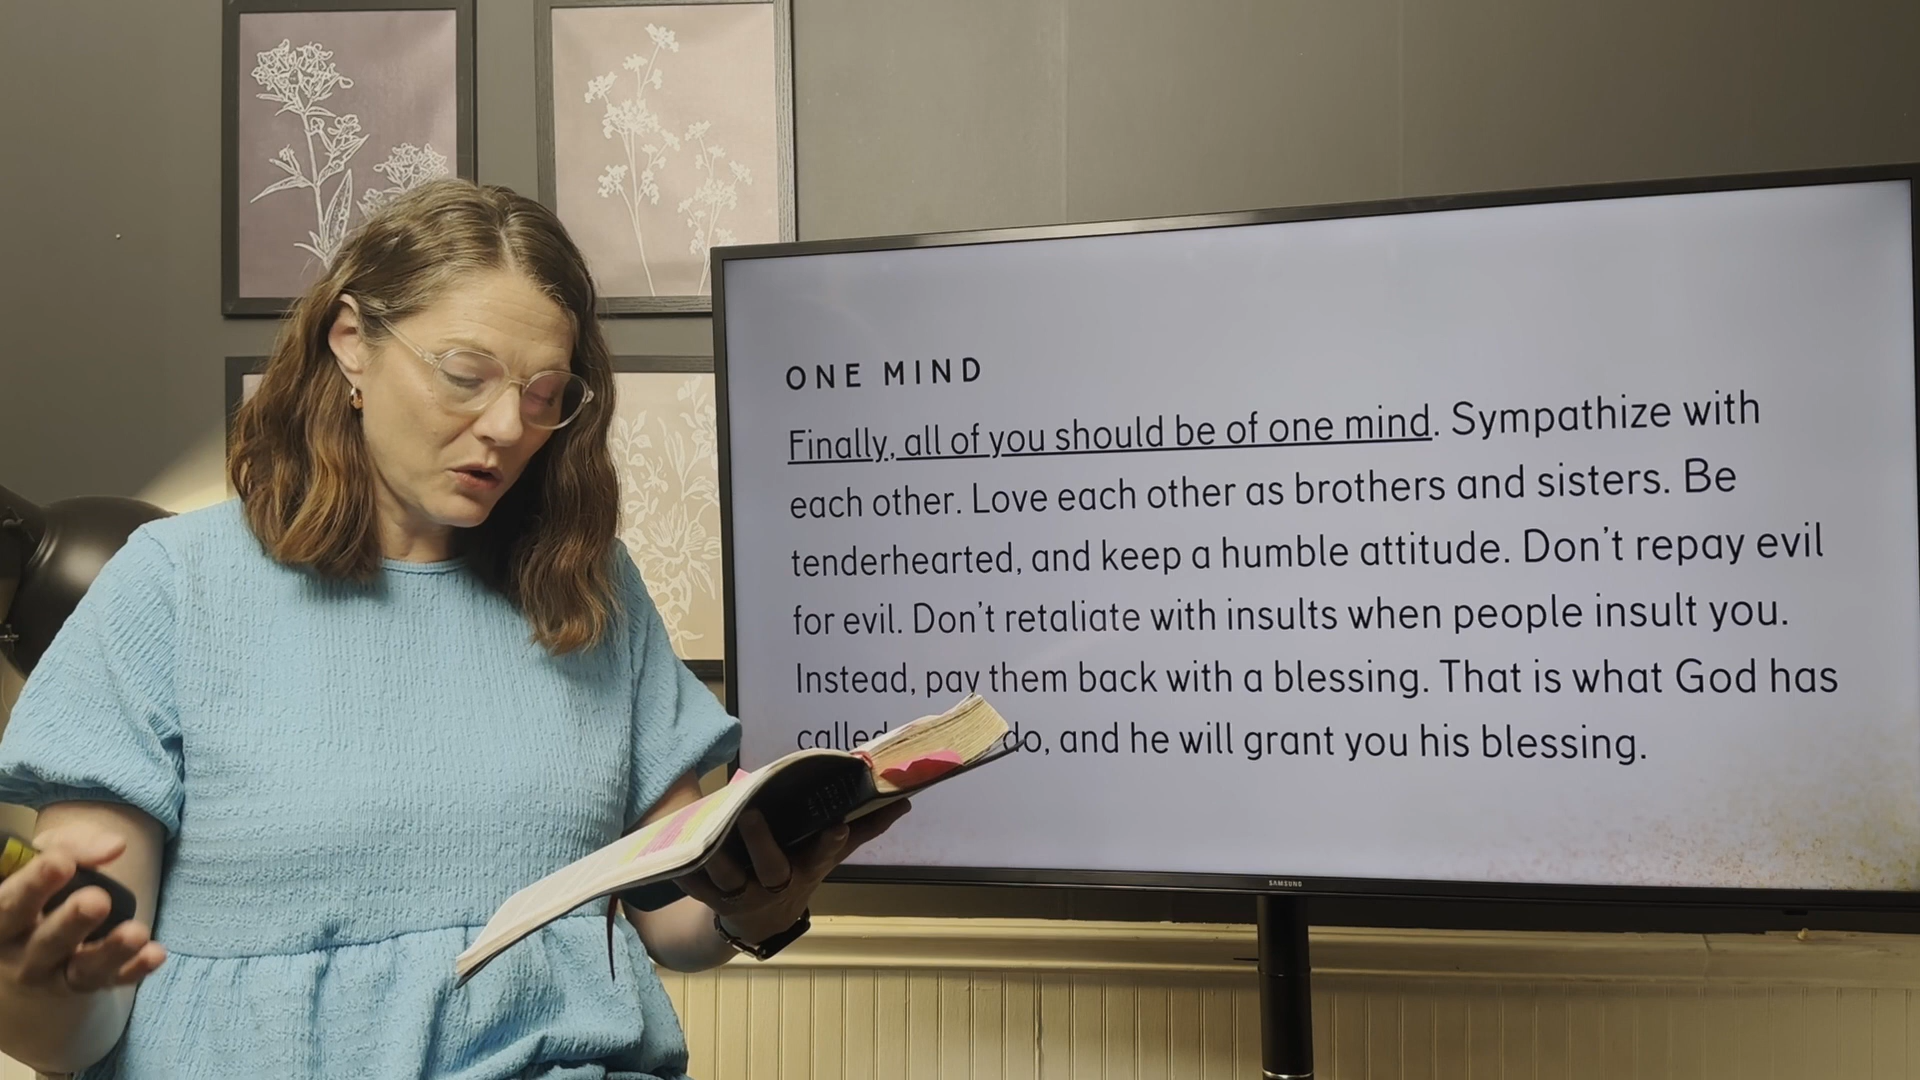 ONE MIND
Finally, all of you should be of one mind. Sympathize with
each other. Love each other as brothers and sisters. Be
tenderhearted, and keep a humble attitude. Don't repay evil
for evil. Don't retaliate with insults when people insult you.
Instead, pay them back with a blessing. That is what God has
called do, and he will grant you his blessing.
SAMSUNG